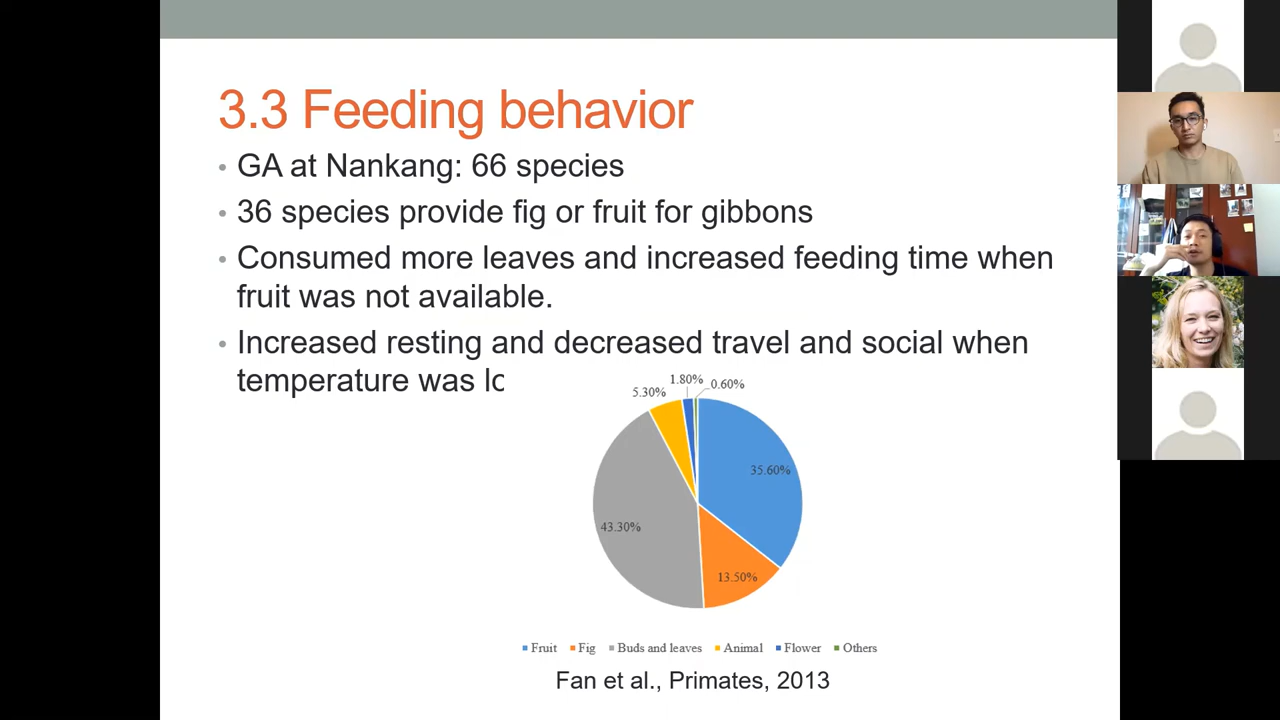 3.3 Feeding behavior
• GA at Nankang: 66 species
• 36 species provide fig or fruit for gibbons
• Consumed more leaves and increased feeding time when
fruit was not available.
• Increased resting and decreased travel and social when
temperature was lo
1.80%
0.60%
5.30%
35.60%
43.30%
13.50%
Fruit Fig Buds and leaves Animal Flower Others
Fan et al., Primates, 2013